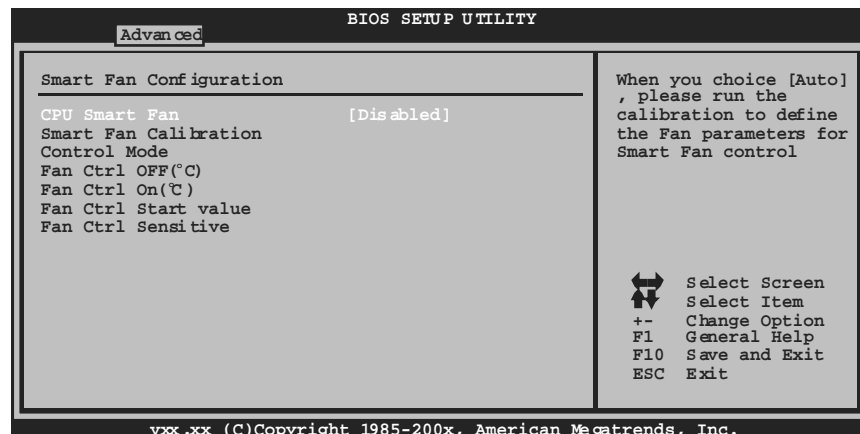 BIOS SETUP UTILITY
Advanced
Smart Fan Configuration
CPU Smart Fan [Disabled]
Smart Fan Calibration
Control Mode
Fan Ctrl OFF(°C)
Fan Ctrl On(°C)
Fan Ctrl Start value
Fan Ctrl Sensitive
When you choice [Auto]
, please run the
calibration to define
the Fan parameters for
Smart Fan control
Select Screen
Select Item
+- Change Option
F1 General Help
F10 Save and Exit
ESC Exit
vxx.xx (C)Copyright 1985-200x, American Megatrends, Inc.